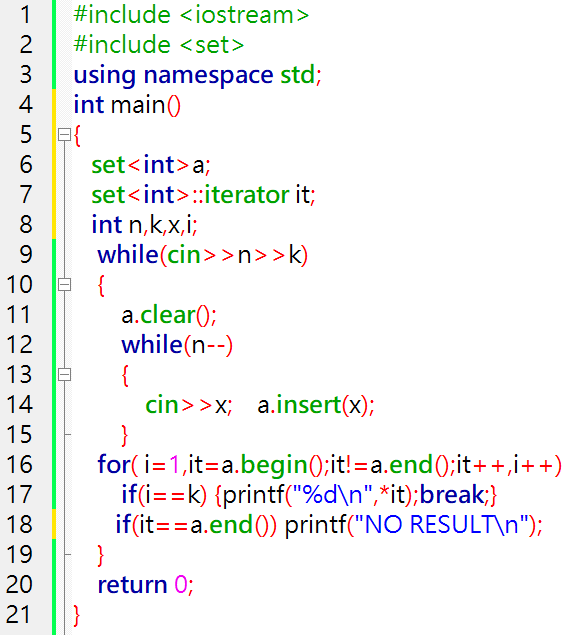 1 #include <iostream>
2 #include <set>
3 using namespace std;
4 int main()
5 {
6 set<int>a;
7 set<int>::iterator it;
8 int n,k,x,i;
9 while(cin>>n>>k)
10 {
11 a.clear();
12 while(n--)
13 {
14 cin>>x; a.insert(x);
15 }
16 for( i=1,it=a.begin();it!=a.end();it++,i++)
17 if(i==k) {printf("%d\n",*it);break;}
18 if(it==a.end()) printf("NO RESULT\n");
19 }
20 return 0;
21 }